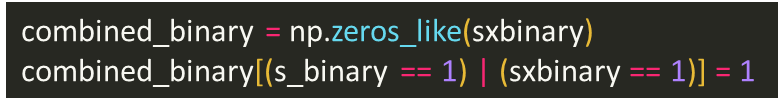 combined_binary = np.zeros_like(sxbinary)
combined_binary[(s_binary == 1) | (sxbinary == 1)] = 1